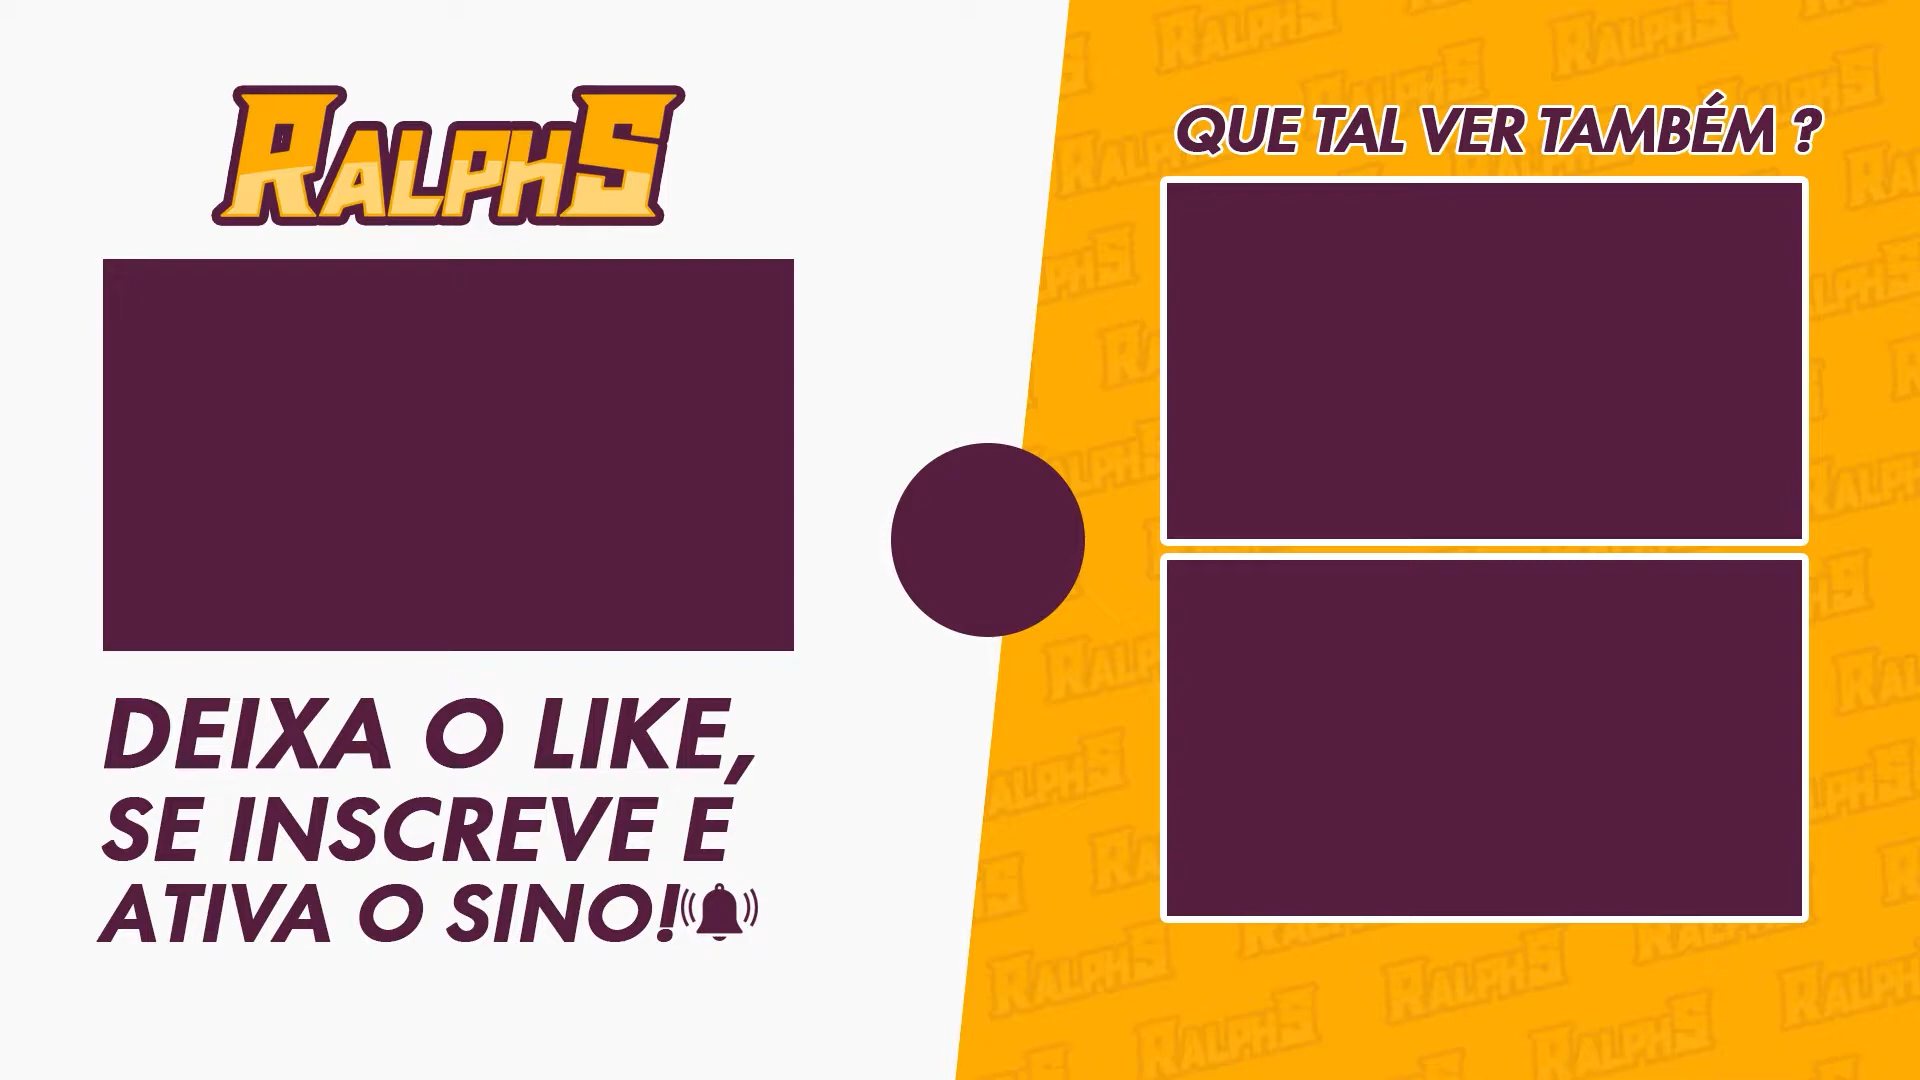 RALPHS
DEIXA O LIKE,
SE INSCREVE E
ATIVA O SINO!
QUE TAL VER TAMBÉM ?